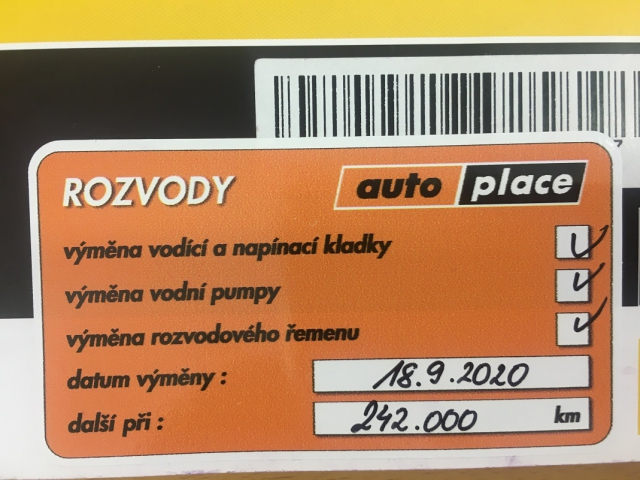 ROZVODY
auto place
výměna vodící a napínací kladky
výměna vodní pumpy
výměna rozvodového řemenu
datum výměny : 18.9.2020
další při : 242.000 km